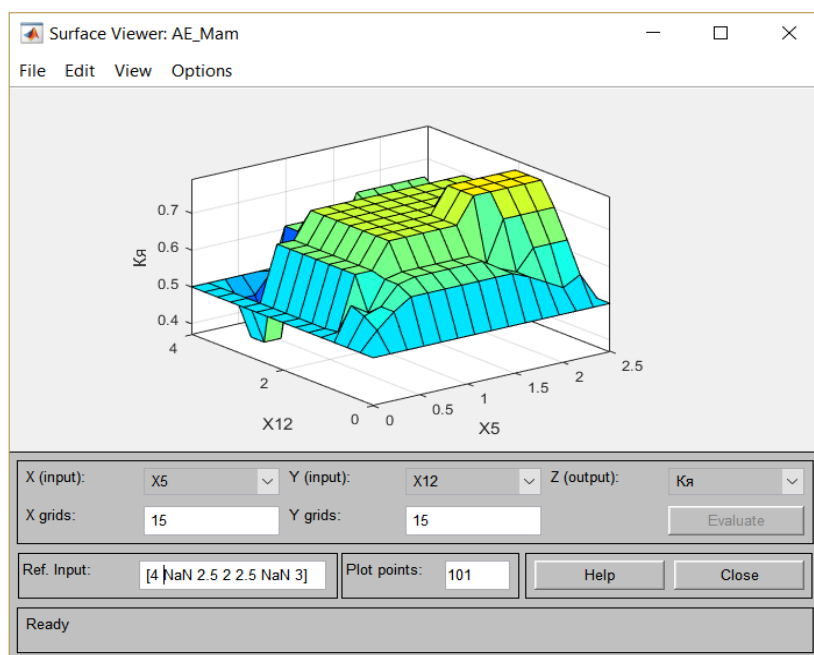 Surface Viewer: AE_Mam
File Edit View Options
0.7
0.6
0.5
0.4
Кя
4
2
0
X12
0
0.5
1
1.5
2
2.5
X5
X (input): X5 Y (input): X12 Z (output): Кя
X grids: 15 Y grids: 15 Evaluate
Ref. Input: [4 NaN 2.5 2 2.5 NaN 3] Plot points: 101 Help Close
Ready